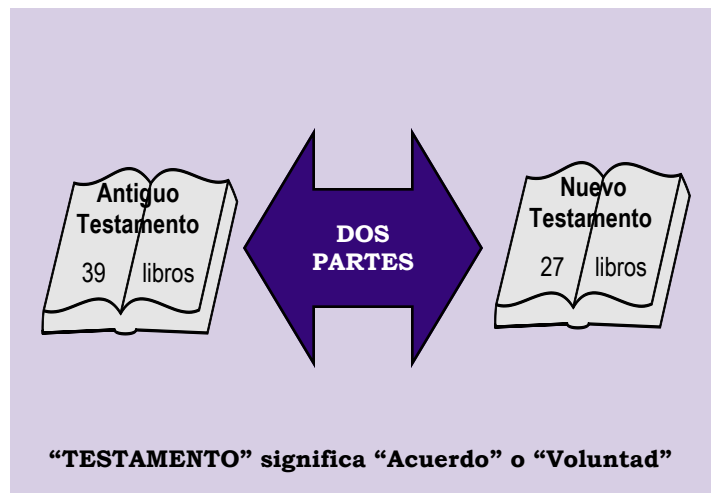 Antiguo
Testamento
39 libros
DOS
PARTES
Nuevo
Testamento
27 libros
“TESTAMENTO” significa “Acuerdo” o “Voluntad”